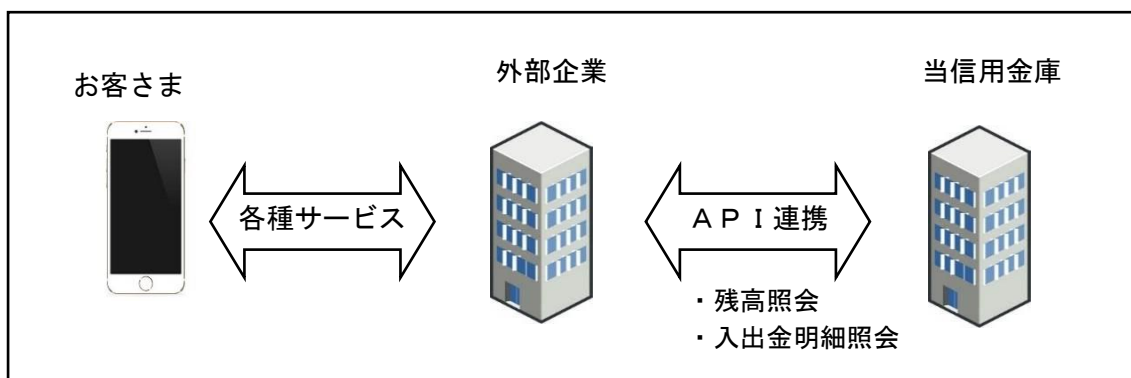 お客さま
外部企業
当信用金庫
各種サービス
ＡＰＩ連携
・残高照会
・入出金明細照会